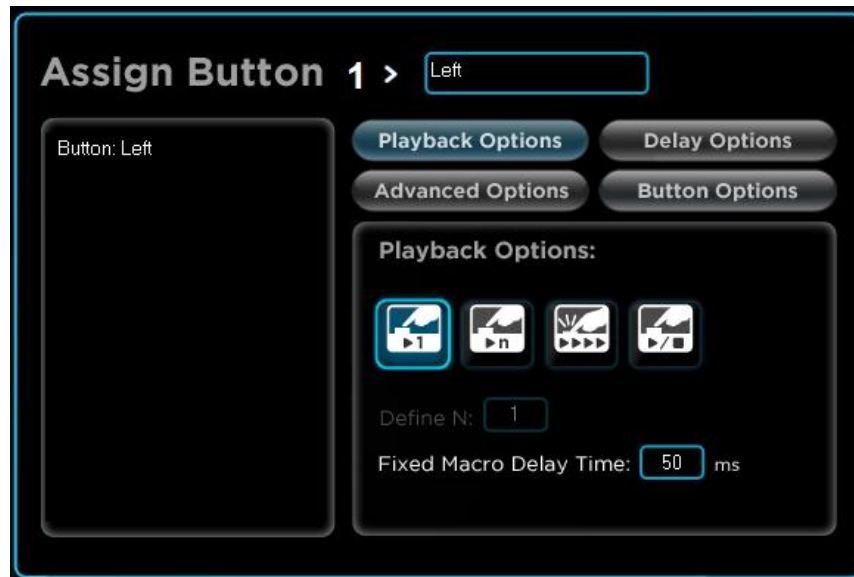 Assign Button 1 > Left
Button: Left
Playback Options
Delay Options
Advanced Options
Button Options
Playback Options:
▶1
▶n
▶▶▶▶
▶/■
Define N: 1
Fixed Macro Delay Time: 50 ms